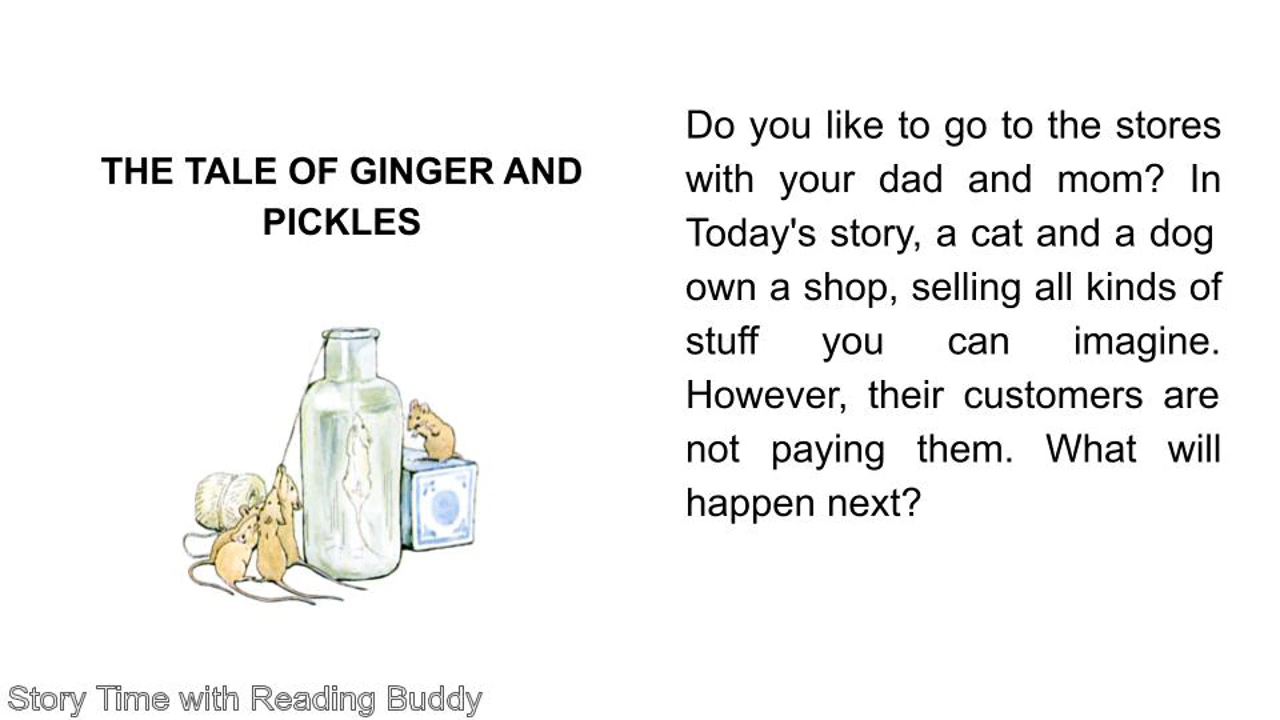 THE TALE OF GINGER AND
PICKLES
Do you like to go to the stores
with your dad and mom? In
Today's story, a cat and a dog
own a shop, selling all kinds of
stuff you can imagine.
However, their customers are
not paying them. What will
happen next?
Story Time with Reading Buddy